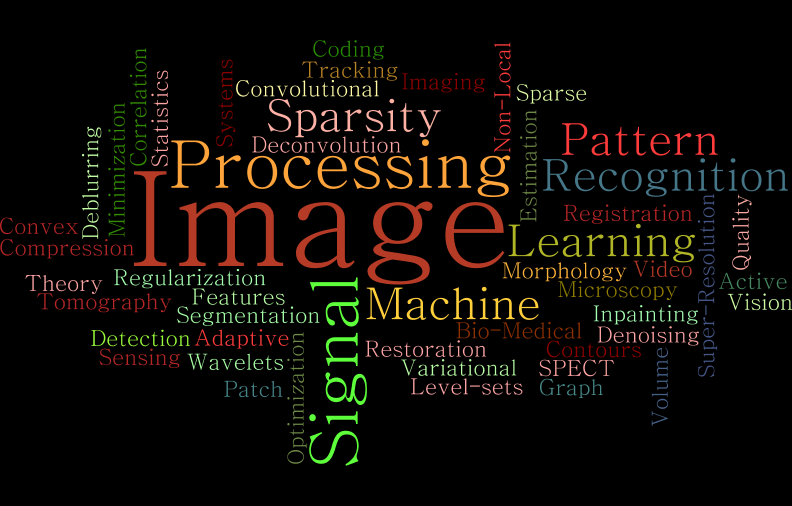 Coding
Tracking
Imaging
Convolutional
Sparse
Systems
Non-Local
Correlation
Statistics
Sparsity
Deconvolution
Pattern
Processing
Recognition
Estimation
Minimization
Deblurring
Image
Registration
Convex
Compression
Learning
Quality
Super-Resolution
Morphology
Video
Theory
Regularization
Microscopy
Active
Tomography
Features
Machine
Vision
Segmentation
Signal
Inpainting
Detection
Adaptive
Bio-Medical
Denoising
Sensing
Wavelets
Restoration
Contours
Variational
SPECT
Patch
Optimization
Level-sets
Graph
Volume